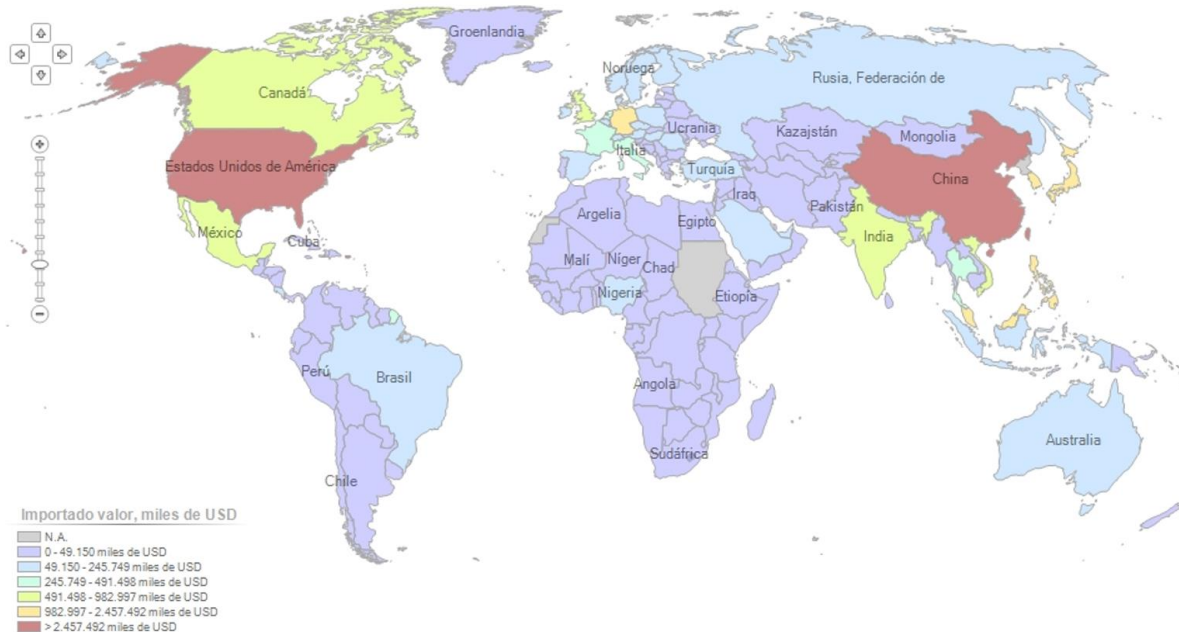 Groenlandia
Noruega
Rusia, Federación de
Canadá
Ucrania
Kazajstán
Mongolia
Italia
Estados Unidos de América
Turquía
China
Iraq
Pakistán
Argelia
Egipto
México
India
Cuba
Malí
Níger
Chad
Nigeria
Etiopía
Perú
Brasil
Angola
Australia
Sudáfrica
Chile
Importado valor, miles de USD
N.A.
0 - 49.150 miles de USD
49.150 - 245.749 miles de USD
245.749 - 491.498 miles de USD
491.498 - 982.997 miles de USD
982.997 - 2.457.492 miles de USD
> 2.457.492 miles de USD